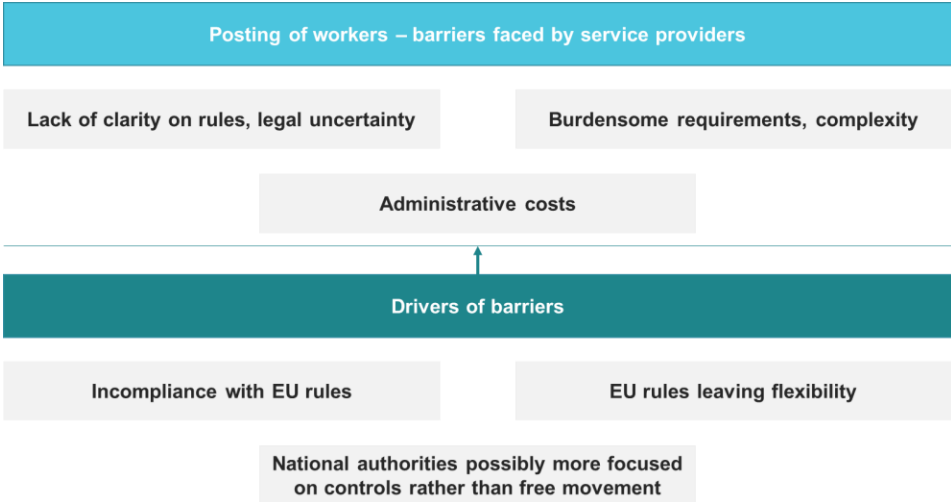 Posting of workers – barriers faced by service providers
Lack of clarity on rules, legal uncertainty
Burdensome requirements, complexity
Administrative costs
Drivers of barriers
Incompliance with EU rules
EU rules leaving flexibility
National authorities possibly more focused
on controls rather than free movement